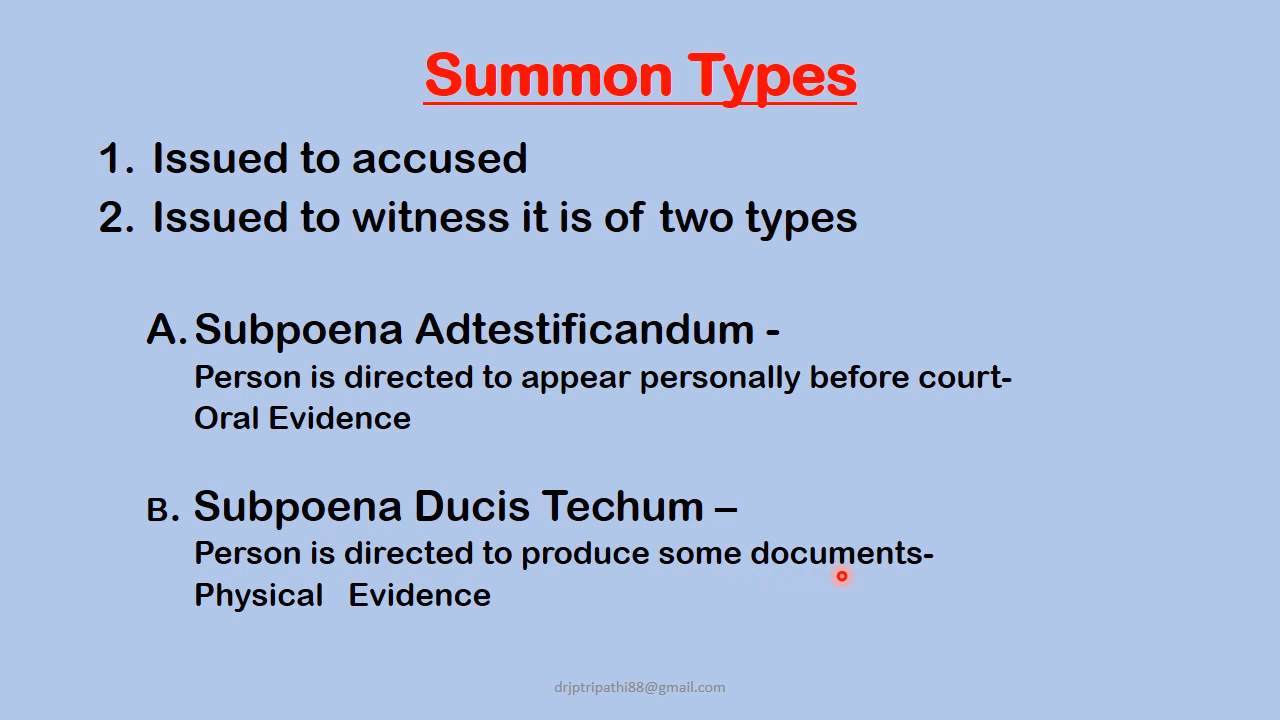 Summon Types
1. Issued to accused
2. Issued to witness it is of two types
A. Subpoena Adtestificandum -
Person is directed to appear personally before court-
Oral Evidence
B. Subpoena Ducis Techum –
Person is directed to produce some documents-
Physical Evidence
drjptripathi88@gmail.com